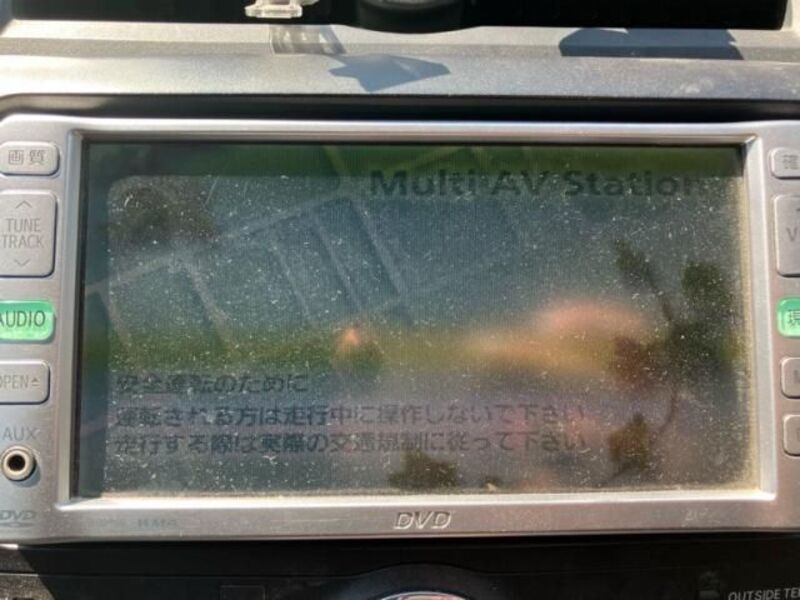 画質
Multi AV Station
TUNE
TRACK
AUDIO
OPEN
AUX
安全運転のために
運転される方は走行中に操作しないで下さい
走行する際は実際の交通規制に従って下さい
DVD
DVD
OUTSIDE TE